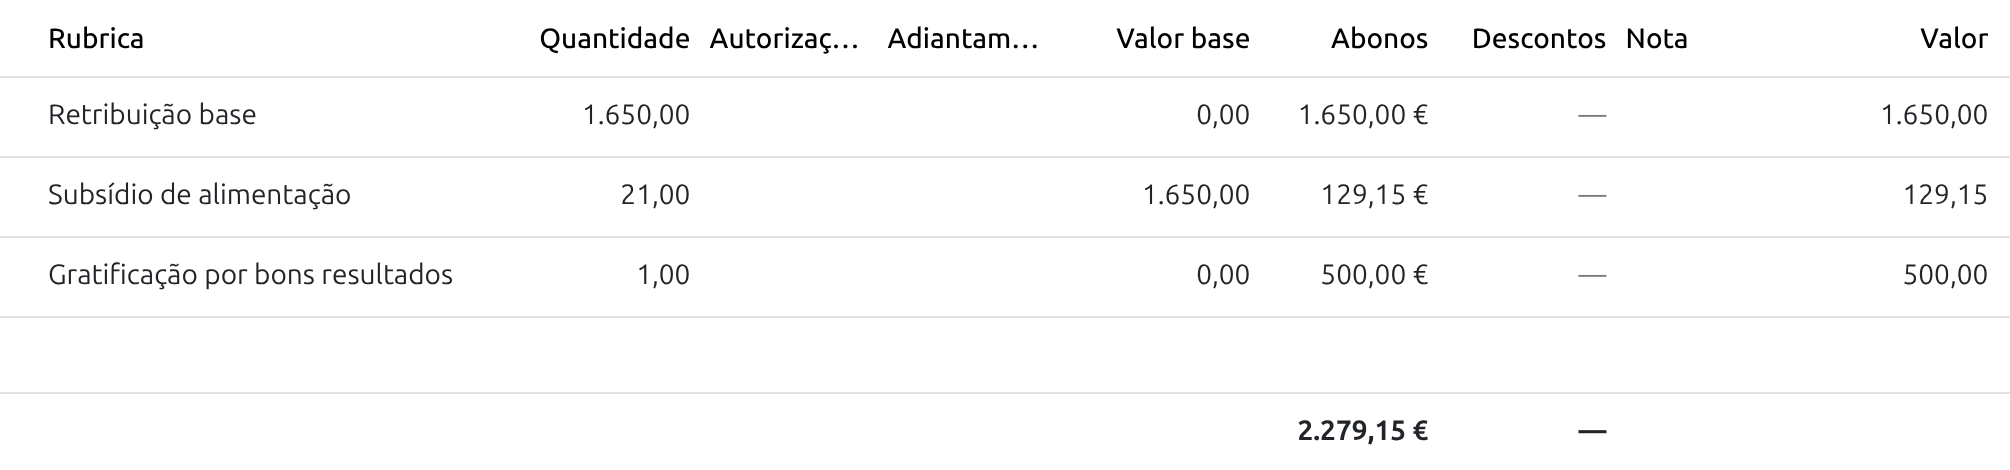 Rubrica Quantidade Autorizaç… Adiantam… Valor base Abonos Descontos Nota Valor
Retribuição base 1.650,00 0,00 1.650,00 € — 1.650,00
Subsídio de alimentação 21,00 1.650,00 129,15 € — 129,15
Gratificação por bons resultados 1,00 0,00 500,00 € — 500,00
2.279,15 € —